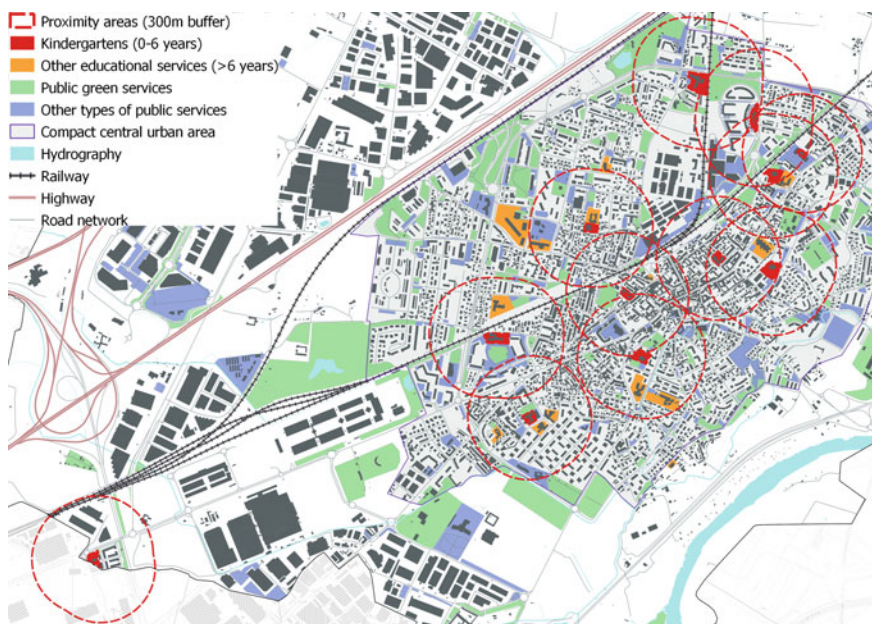 Proximity areas (300m buffer)
Kindergartens (0-6 years)
Other educational services (>6 years)
Public green services
Other types of public services
Compact central urban area
Hydrography
Railway
Highway
Road network